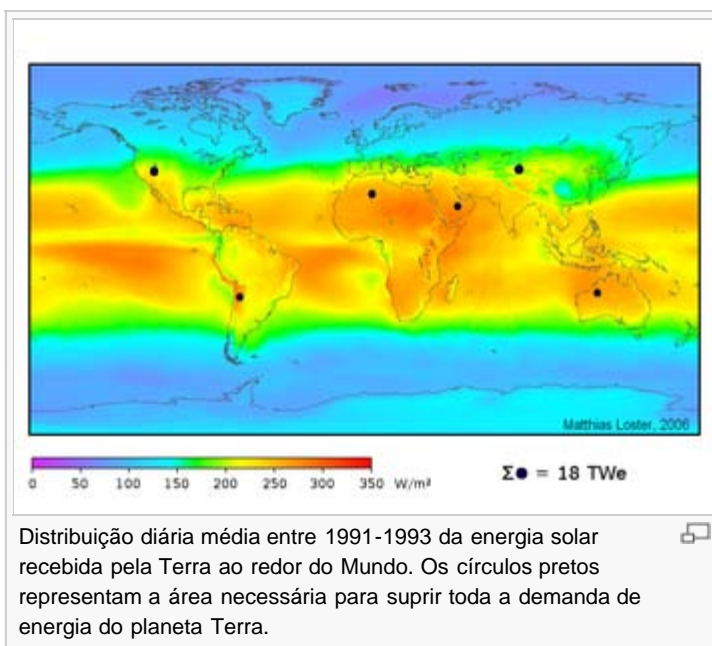 Matthias Loster, 2006
0 50 100 150 200 250 300 350 W/m²
Σ● = 18 TWe
Distribuição diária média entre 1991-1993 da energia solar
recebida pela Terra ao redor do Mundo. Os círculos pretos
representam a área necessária para suprir toda a demanda de
energia do planeta Terra.